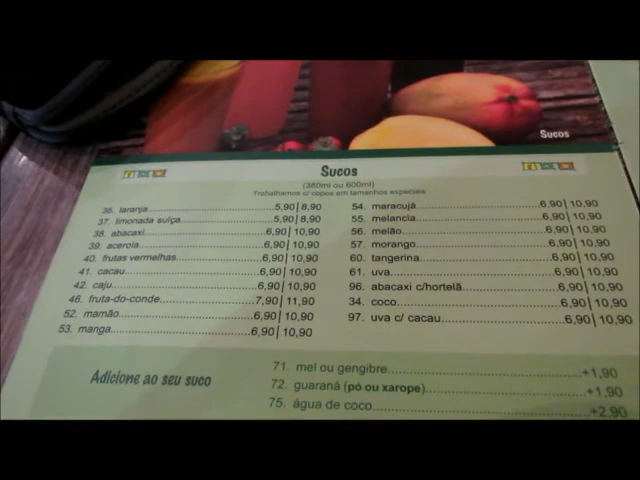 Sucos
Sucos
(380ml ou 600ml)
Trabalhamos c/ copos em tamanhos especiais
36. laranja.....5,90|8,90
37. limonada suíça.....5,90|8,90
38. abacaxi.....6,90|10,90
39. acerola.....6,90|10,90
40. frutas vermelhas.....6,90|10,90
41. cacau.....6,90|10,90
42. caju.....6,90|10,90
46. fruta-do-conde.....7,90|11,90
52. mamão.....6,90|10,90
53. manga.....6,90|10,90
54. maracujá.....6,90|10,90
55. melancia.....6,90|10,90
56. melão.....6,90|10,90
57. morango.....6,90|10,90
60. tangerina.....6,90|10,90
61. uva.....6,90|10,90
96. abacaxi c/hortelã.....6,90|10,90
34. coco.....6,90|10,90
97. uva c/ cacau.....6,90|10,90
Adicione ao seu suco
71. mel ou gengibre.....+1,90
72. guaraná (pó ou xarope).....+1,90
75. água de coco.....+2,90